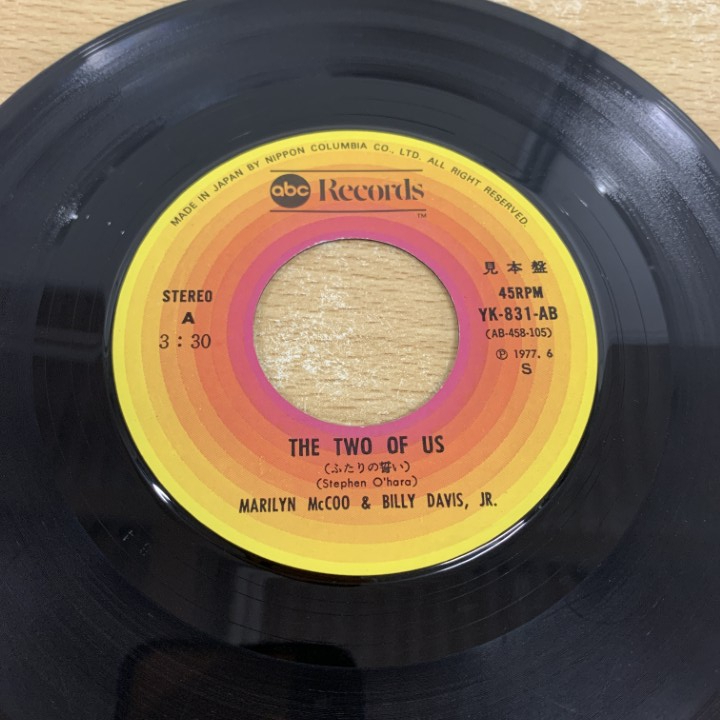 MADE IN JAPAN BY NIPPON COLUMBIA CO., LTD. ALL RIGHT RESERVED
abc Records TM
見本盤
STEREO
A
3:30
45RPM
YK-831-AB
(AB-458-105)
Ⓟ 1977. 6
S
THE TWO OF US
(ふたりの誓い)
(Stephen O'hara)
MARILYN McCOO & BILLY DAVIS, JR.